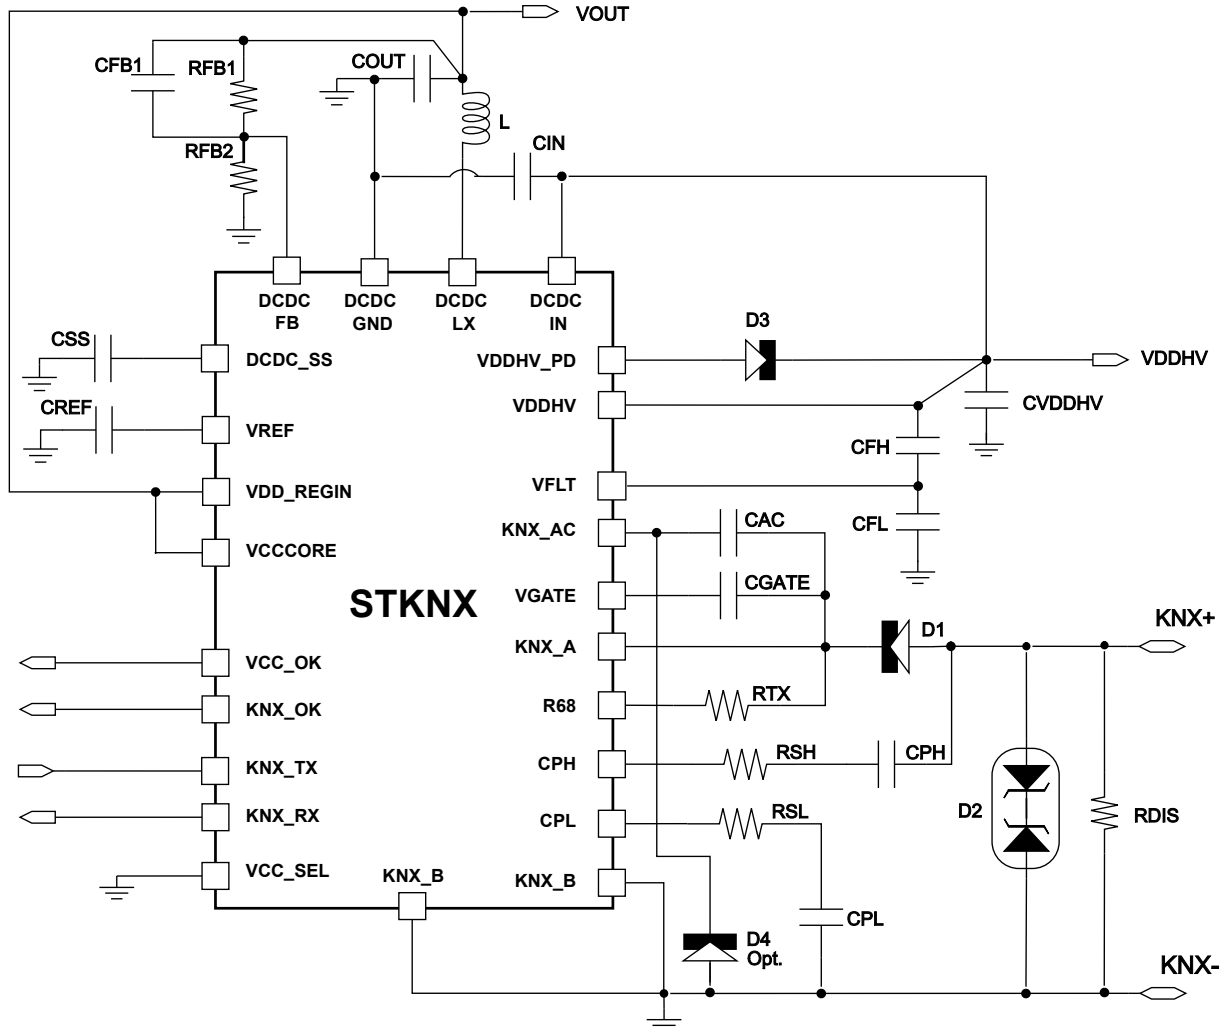 VOUT
COUT
CFB1
RFB1
L
CIN
RFB2
DCDC
FB
DCDC
GND
DCDC
LX
DCDC
IN
CSS
DCDC_SS
D3
VDDHV_PD
VDDHV
CREF
VREF
VDDHV
CVDDHV
CFH
VDD_REGIN
VFLT
CFL
KNX_AC
CAC
VCCCORE
STKNX
VGATE
CGATE
KNX_A
D1
KNX+
VCC_OK
KNX_OK
R68
RTX
KNX_TX
CPH
RSH
CPH
KNX_RX
CPL
RSL
D2
RDIS
VCC_SEL
KNX_B
KNX_B
CPL
D4
Opt.
KNX-